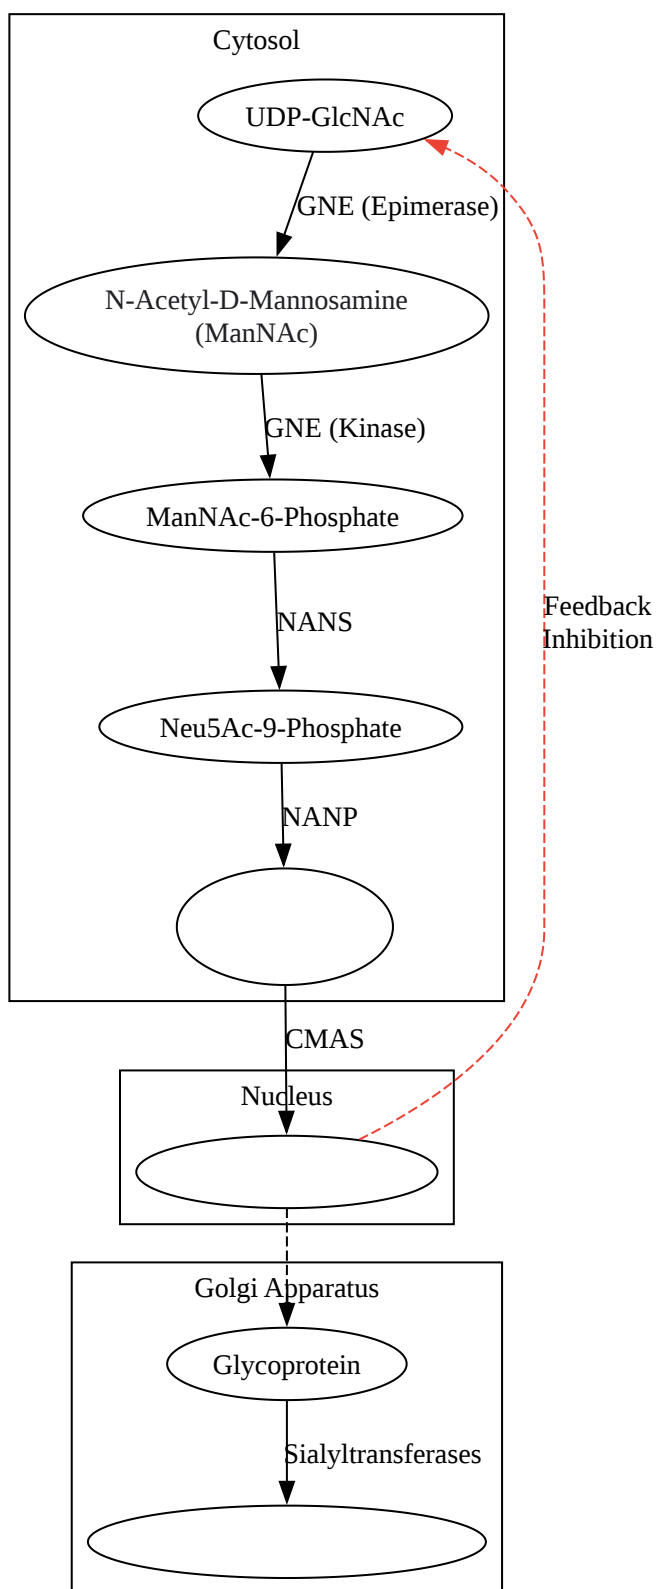 Cytosol
UDP-GlcNAc
GNE (Epimerase)
N-Acetyl-D-Mannosamine
(ManNAc)
GNE (Kinase)
ManNAc-6-Phosphate
Feedback
Inhibition
NANS
Neu5Ac-9-Phosphate
NANP
CMAS
Nucleus
Golgi Apparatus
Glycoprotein
Sialyltransferases